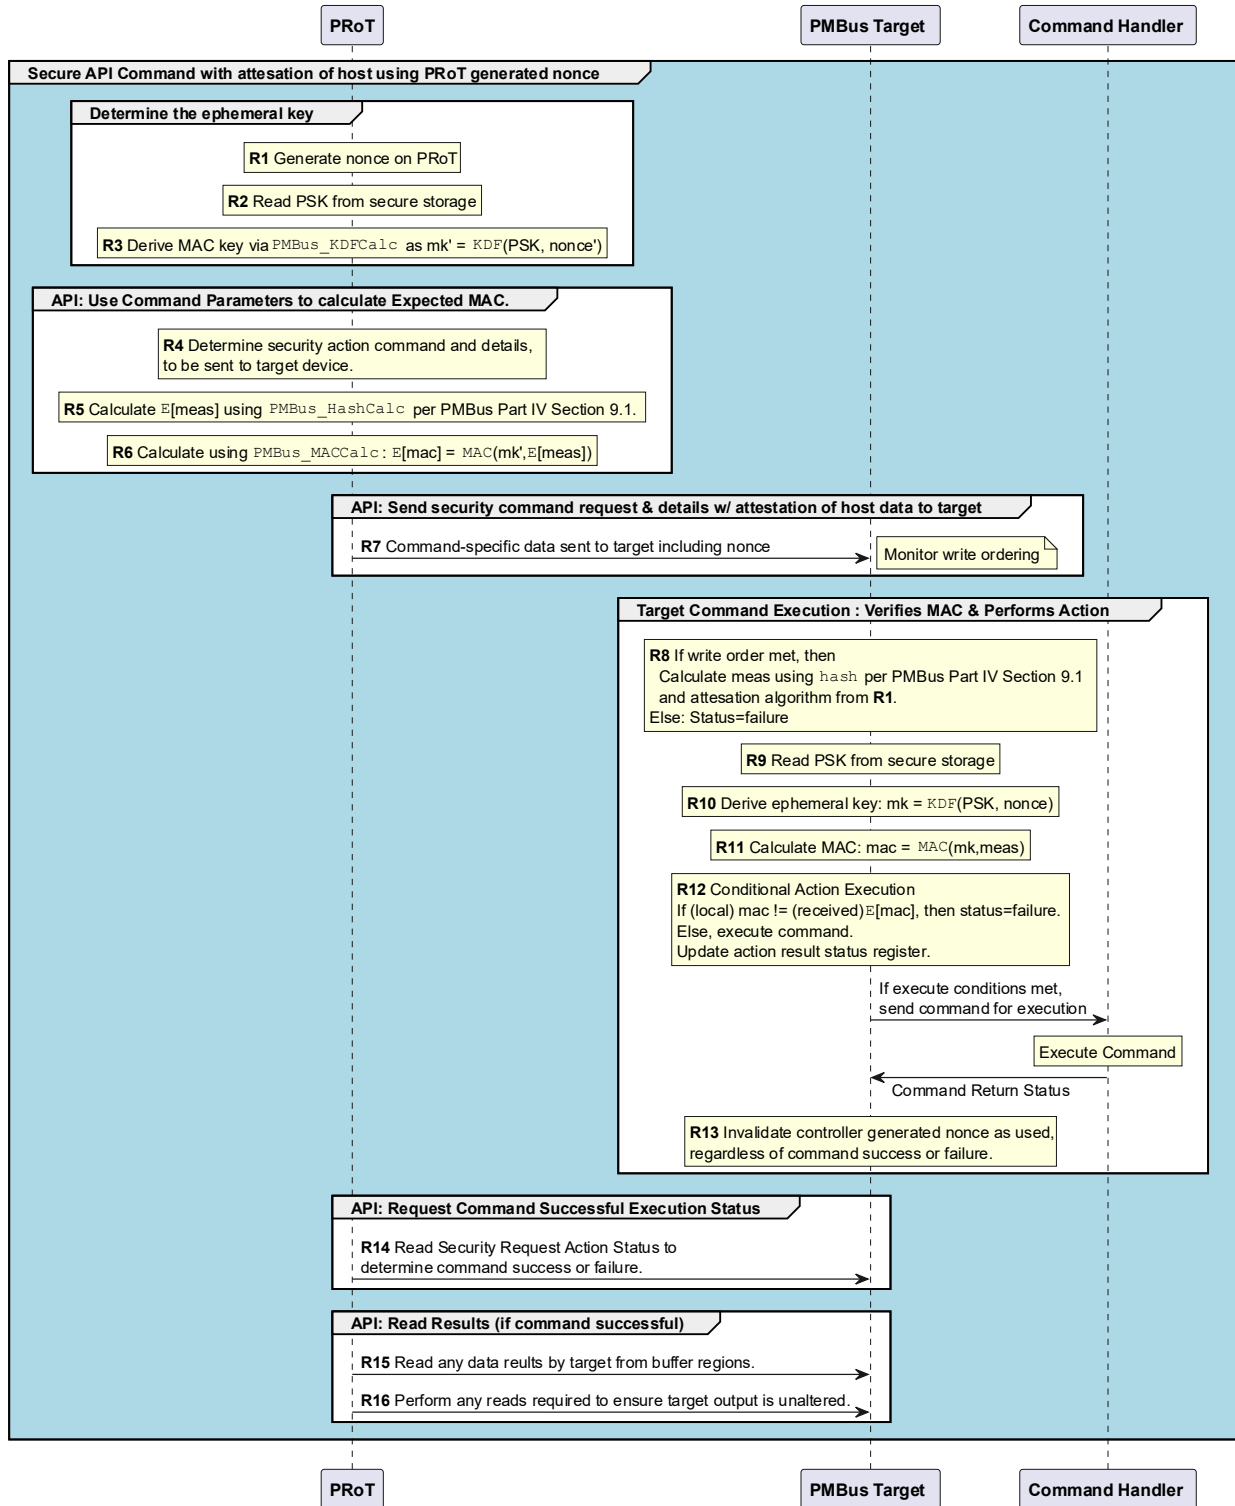 PRoT
PMBus Target
Command Handler
Secure API Command with attesation of host using PRoT generated nonce
Determine the ephemeral key
R1 Generate nonce on PRoT
R2 Read PSK from secure storage
R3 Derive MAC key via PMBus_KDFCalc as mk' = KDF(PSK, nonce')
API: Use Command Parameters to calculate Expected MAC.
R4 Determine security action command and details,
to be sent to target device.
R5 Calculate E[meas] using PMBus_HashCalc per PMBus Part IV Section 9.1.
R6 Calculate using PMBus_MACCalc: E[mac] = MAC(mk',E[meas])
API: Send security command request & details w/ attestation of host data to target
R7 Command-specific data sent to target including nonce
Monitor write ordering
Target Command Execution : Verifies MAC & Performs Action
R8 If write order met, then
Calculate meas using hash per PMBus Part IV Section 9.1
and attesation algorithm from R1.
Else: Status=failure
R9 Read PSK from secure storage
R10 Derive ephemeral key: mk = KDF(PSK, nonce)
R11 Calculate MAC: mac = MAC(mk,meas)
R12 Conditional Action Execution
If (local) mac != (received)E[mac], then status=failure.
Else, execute command.
Update action result status register.
If execute conditions met,
send command for execution
Execute Command
Command Return Status
R13 Invalidate controller generated nonce as used,
regardless of command success or failure.
API: Request Command Successful Execution Status
R14 Read Security Request Action Status to
determine command success or failure.
API: Read Results (if command successful)
R15 Read any data reults by target from buffer regions.
R16 Perform any reads required to ensure target output is unaltered.
PRoT
PMBus Target
Command Handler